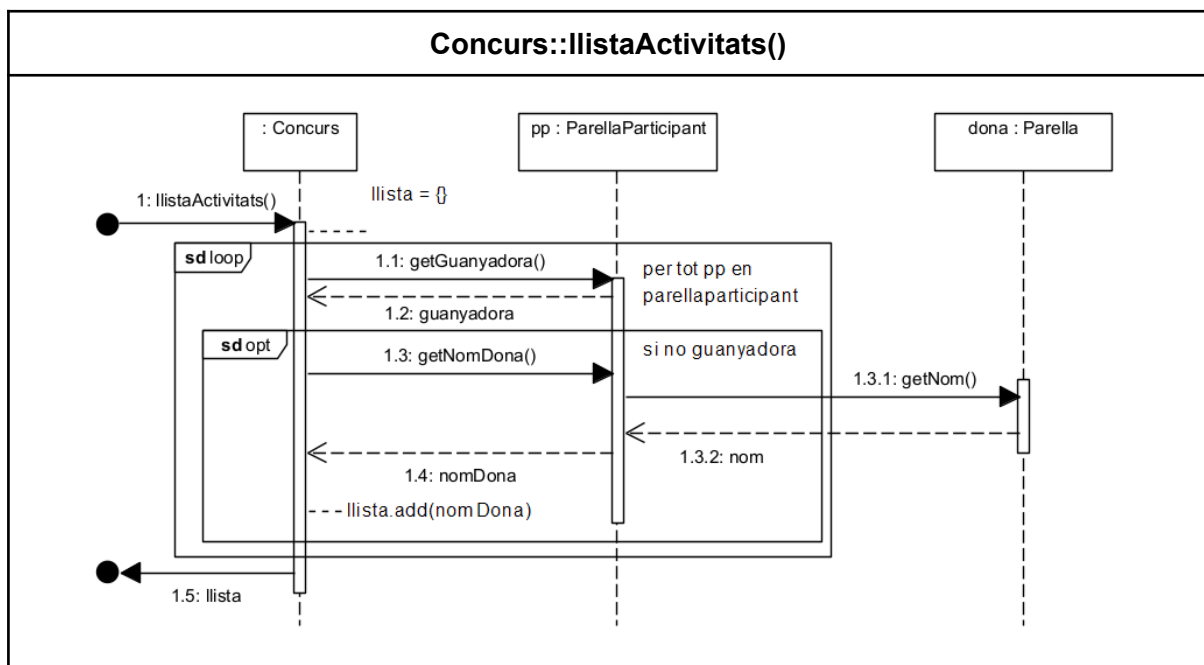 Concurs::llistaActivitats()
: Concurs
pp : ParellaParticipant
dona : Parella
1: llistaActivitats()
llista = {}
sd loop
1.1: getGuanyadora()
per tot pp en
parellaparticipant
1.2: guanyadora
sd opt
1.3: getNomDona()
si no guanyadora
1.3.1: getNom()
1.3.2: nom
1.4: nomDona
llista.add(nomDona)
1.5: llista